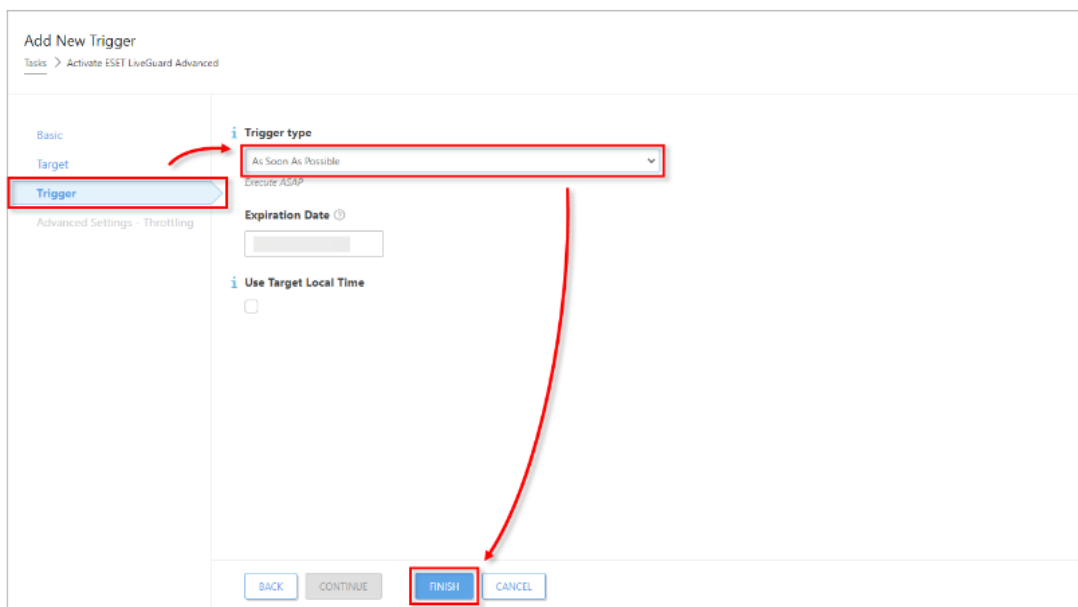 Add New Trigger
Tasks > Activate ESET LiveGuard Advanced
Basic
Target
Trigger
Advanced Settings - Throttling
Trigger type
As Soon As Possible
Execute ASAP
Expiration Date
Use Target Local Time
BACK CONTINUE FINISH CANCEL